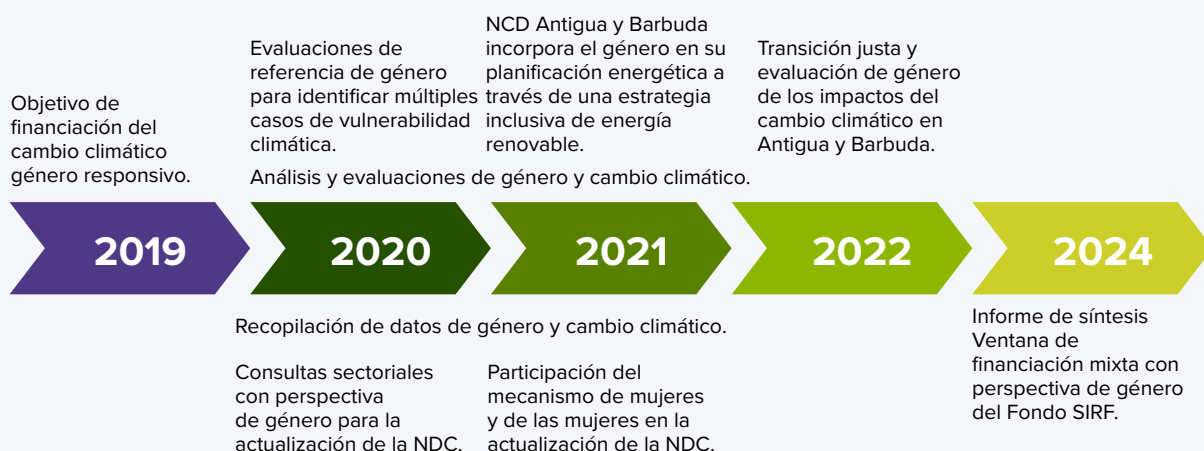 Objetivo de
financiación del
cambio climático
género responsivo.
Evaluaciones de
referencia de género
para identificar múltiples
casos de vulnerabilidad
climática.
NCD Antigua y Barbuda
incorpora el género en su
planificación energética a
través de una estrategia
inclusiva de energía
renovable.
Transición justa y
evaluación de género
de los impactos del
cambio climático en
Antigua y Barbuda.
Análisis y evaluaciones de género y cambio climático.
2019
2020
2021
2022
2024
Recopilación de datos de género y cambio climático.
Consultas sectoriales
con perspectiva
de género para la
actualización de la NDC.
Participación del
mecanismo de mujeres
y de las mujeres en la
actualización de la NDC.
Informe de síntesis
Ventana de
financiación mixta con
perspectiva de género
del Fondo SIRF.